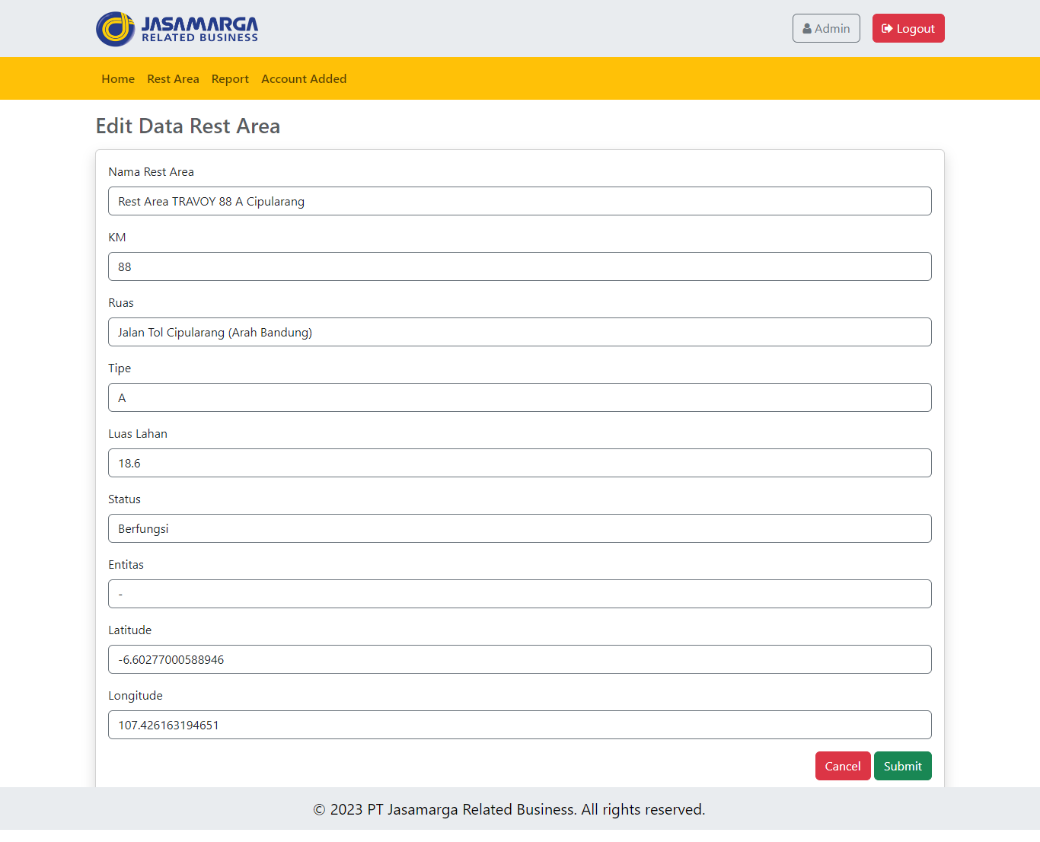 JASAMARGA
RELATED BUSINESS
Admin
Logout
Home Rest Area Report Account Added
Edit Data Rest Area
Nama Rest Area
Rest Area TRAVOY 88 A Cipularang
KM
88
Ruas
Jalan Tol Cipularang (Arah Bandung)
Tipe
A
Luas Lahan
18.6
Status
Berfungsi
Entitas
-
Latitude
-6.60277000588946
Longitude
107.426163194651
Cancel Submit
© 2023 PT Jasamarga Related Business. All rights reserved.